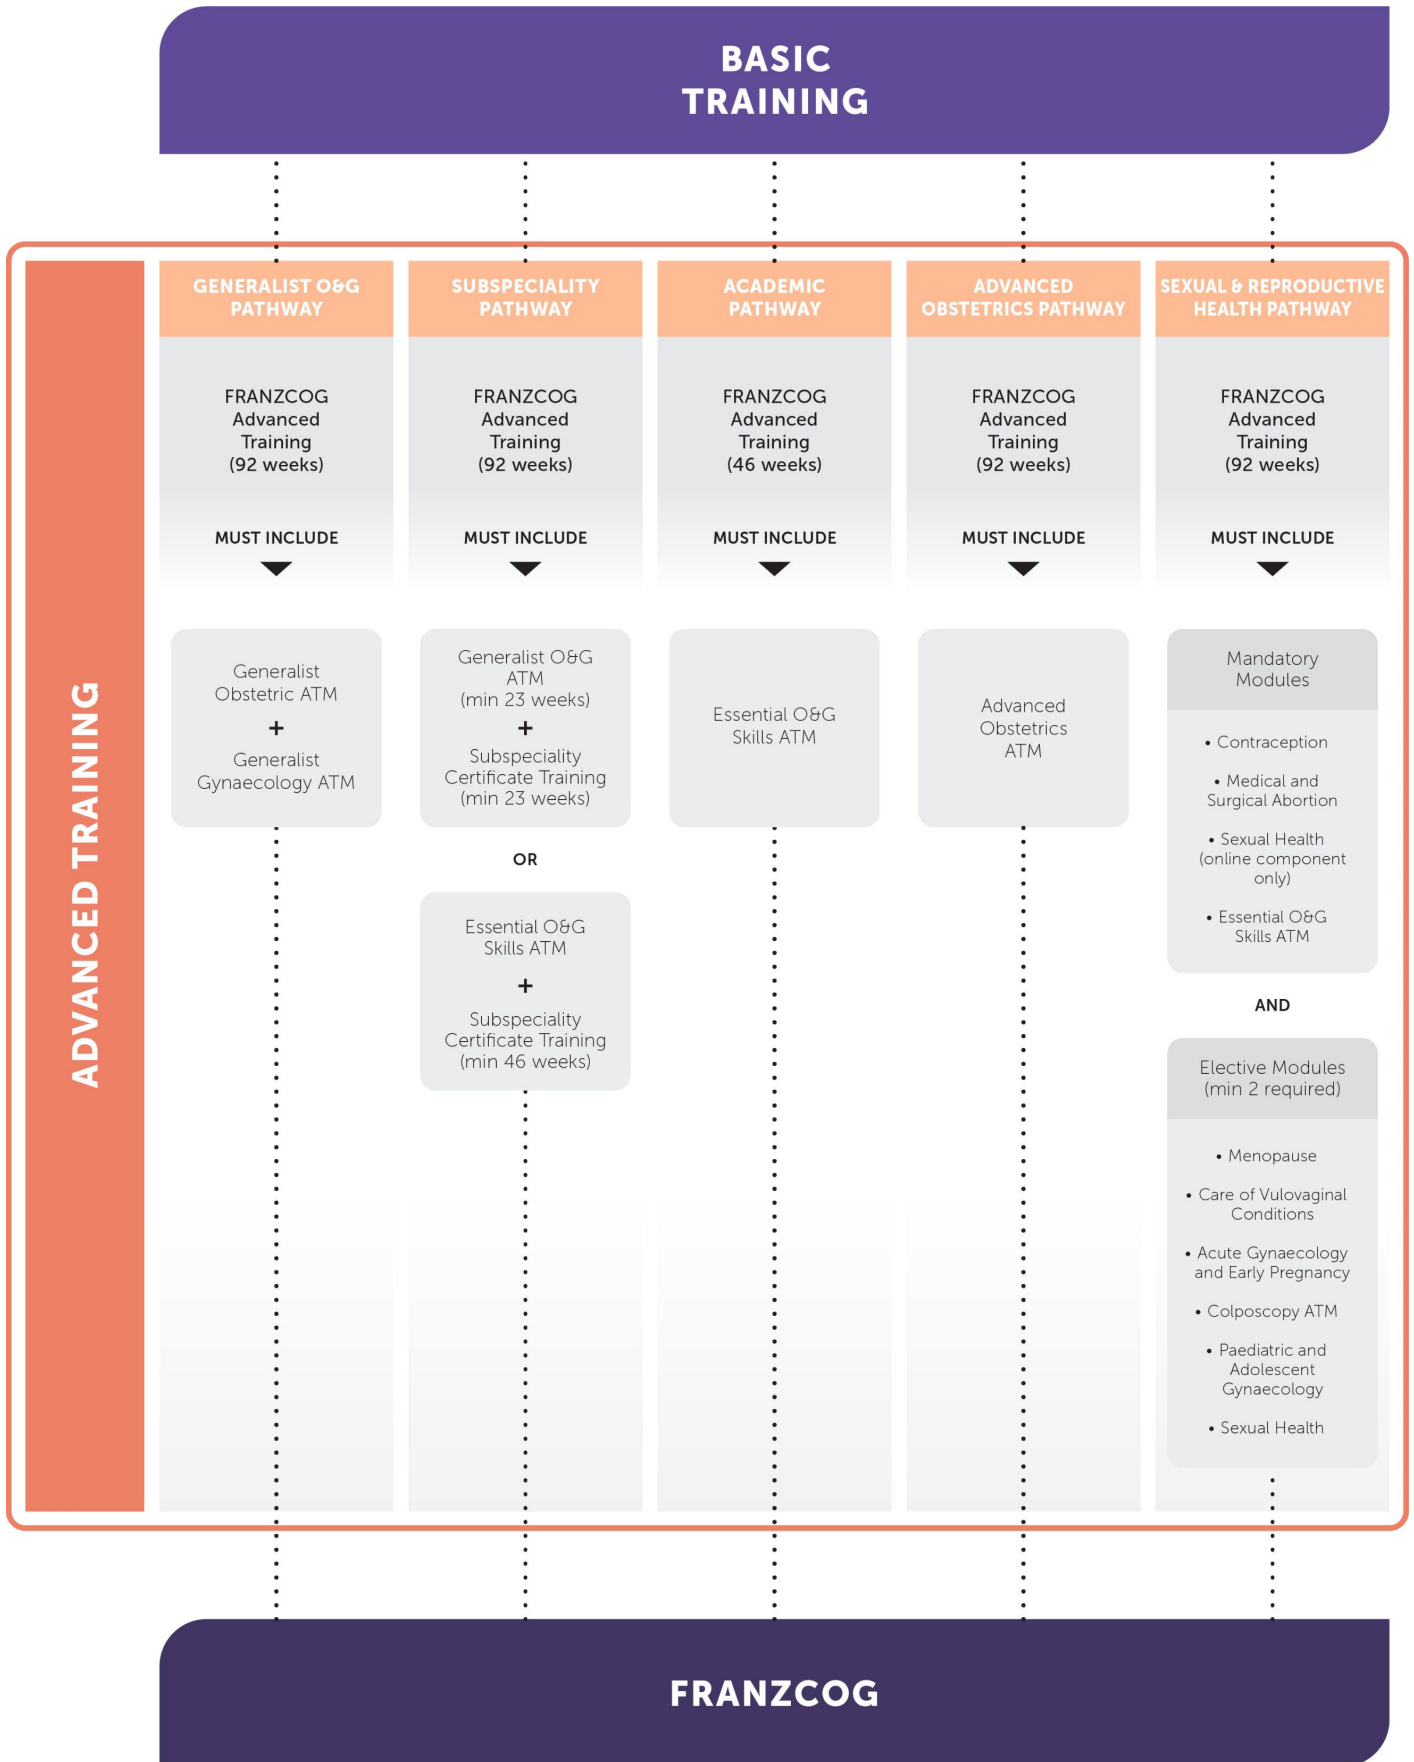 BASIC
TRAINING
ADVANCED TRAINING
GENERALIST O&G
PATHWAY
FRANZCOG
Advanced
Training
(92 weeks)
MUST INCLUDE
Generalist
Obstetric ATM
+
Generalist
Gynaecology ATM
SUBSPECIALITY
PATHWAY
FRANZCOG
Advanced
Training
(92 weeks)
MUST INCLUDE
Generalist O&G
ATM
(min 23 weeks)
+
Subspeciality
Certificate Training
(min 23 weeks)
OR
Essential O&G
Skills ATM
+
Subspeciality
Certificate Training
(min 46 weeks)
ACADEMIC
PATHWAY
FRANZCOG
Advanced
Training
(46 weeks)
MUST INCLUDE
Essential O&G
Skills ATM
ADVANCED
OBSTETRICS PATHWAY
FRANZCOG
Advanced
Training
(92 weeks)
MUST INCLUDE
Advanced
Obstetrics
ATM
SEXUAL & REPRODUCTIVE
HEALTH PATHWAY
FRANZCOG
Advanced
Training
(92 weeks)
MUST INCLUDE
Mandatory
Modules
• Contraception
• Medical and
Surgical Abortion
• Sexual Health
(online component
only)
• Essential O&G
Skills ATM
AND
Elective Modules
(min 2 required)
• Menopause
• Care of Vulovaginal
Conditions
• Acute Gynaecology
and Early Pregnancy
• Colposcopy ATM
• Paediatric and
Adolescent
Gynaecology
• Sexual Health
FRANZCOG